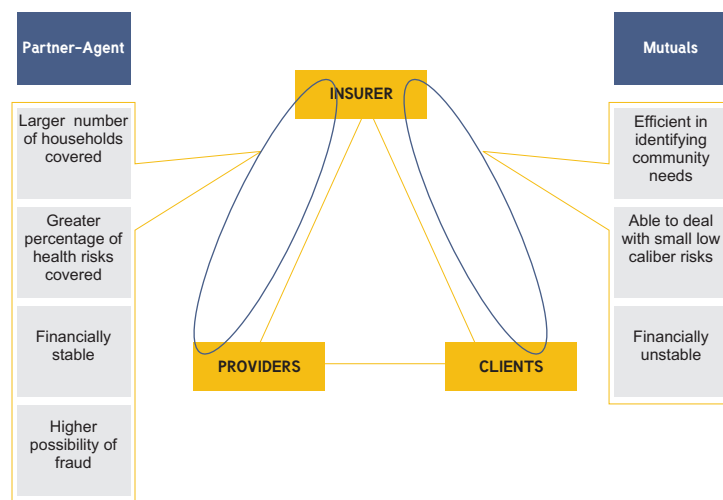 Partner-Agent
Larger number
of households
covered
Greater
percentage of
health risks
covered
Financially
stable
Higher
possibility of
fraud
INSURER
PROVIDERS
CLIENTS
Mutuals
Efficient in
identifying
community
needs
Able to deal
with small low
caliber risks
Financially
unstable